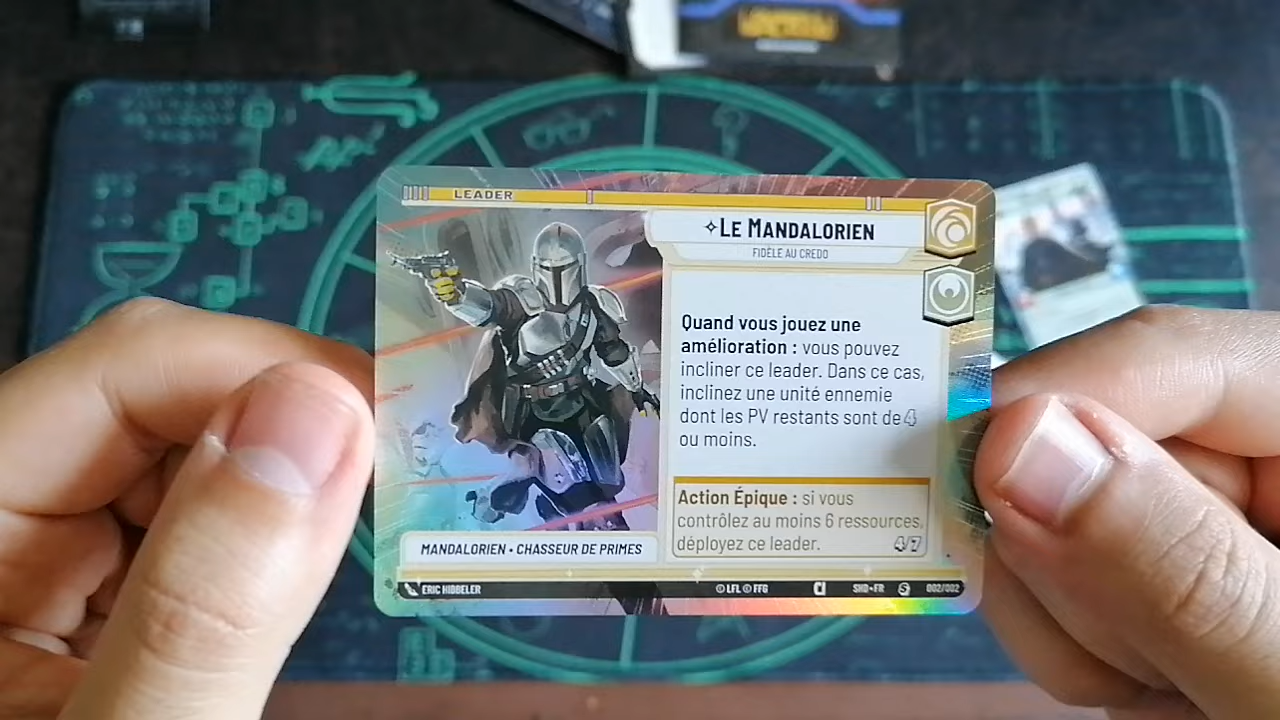 LEADER
LE MANDALORIEN
FIDÈLE AU CREDO
Quand vous jouez une
amélioration : vous pouvez
incliner ce leader. Dans ce cas,
inclinez une unité ennemie
dont les PV restants sont de 4
ou moins.
Action Épique : si vous
contrôlez au moins 6 ressources,
déployez ce leader.
4/7
MANDALORIEN • CHASSEUR DE PRIMES
ERIC HIBBELER
© LFL © FFG
SHD • FR
S
002/002